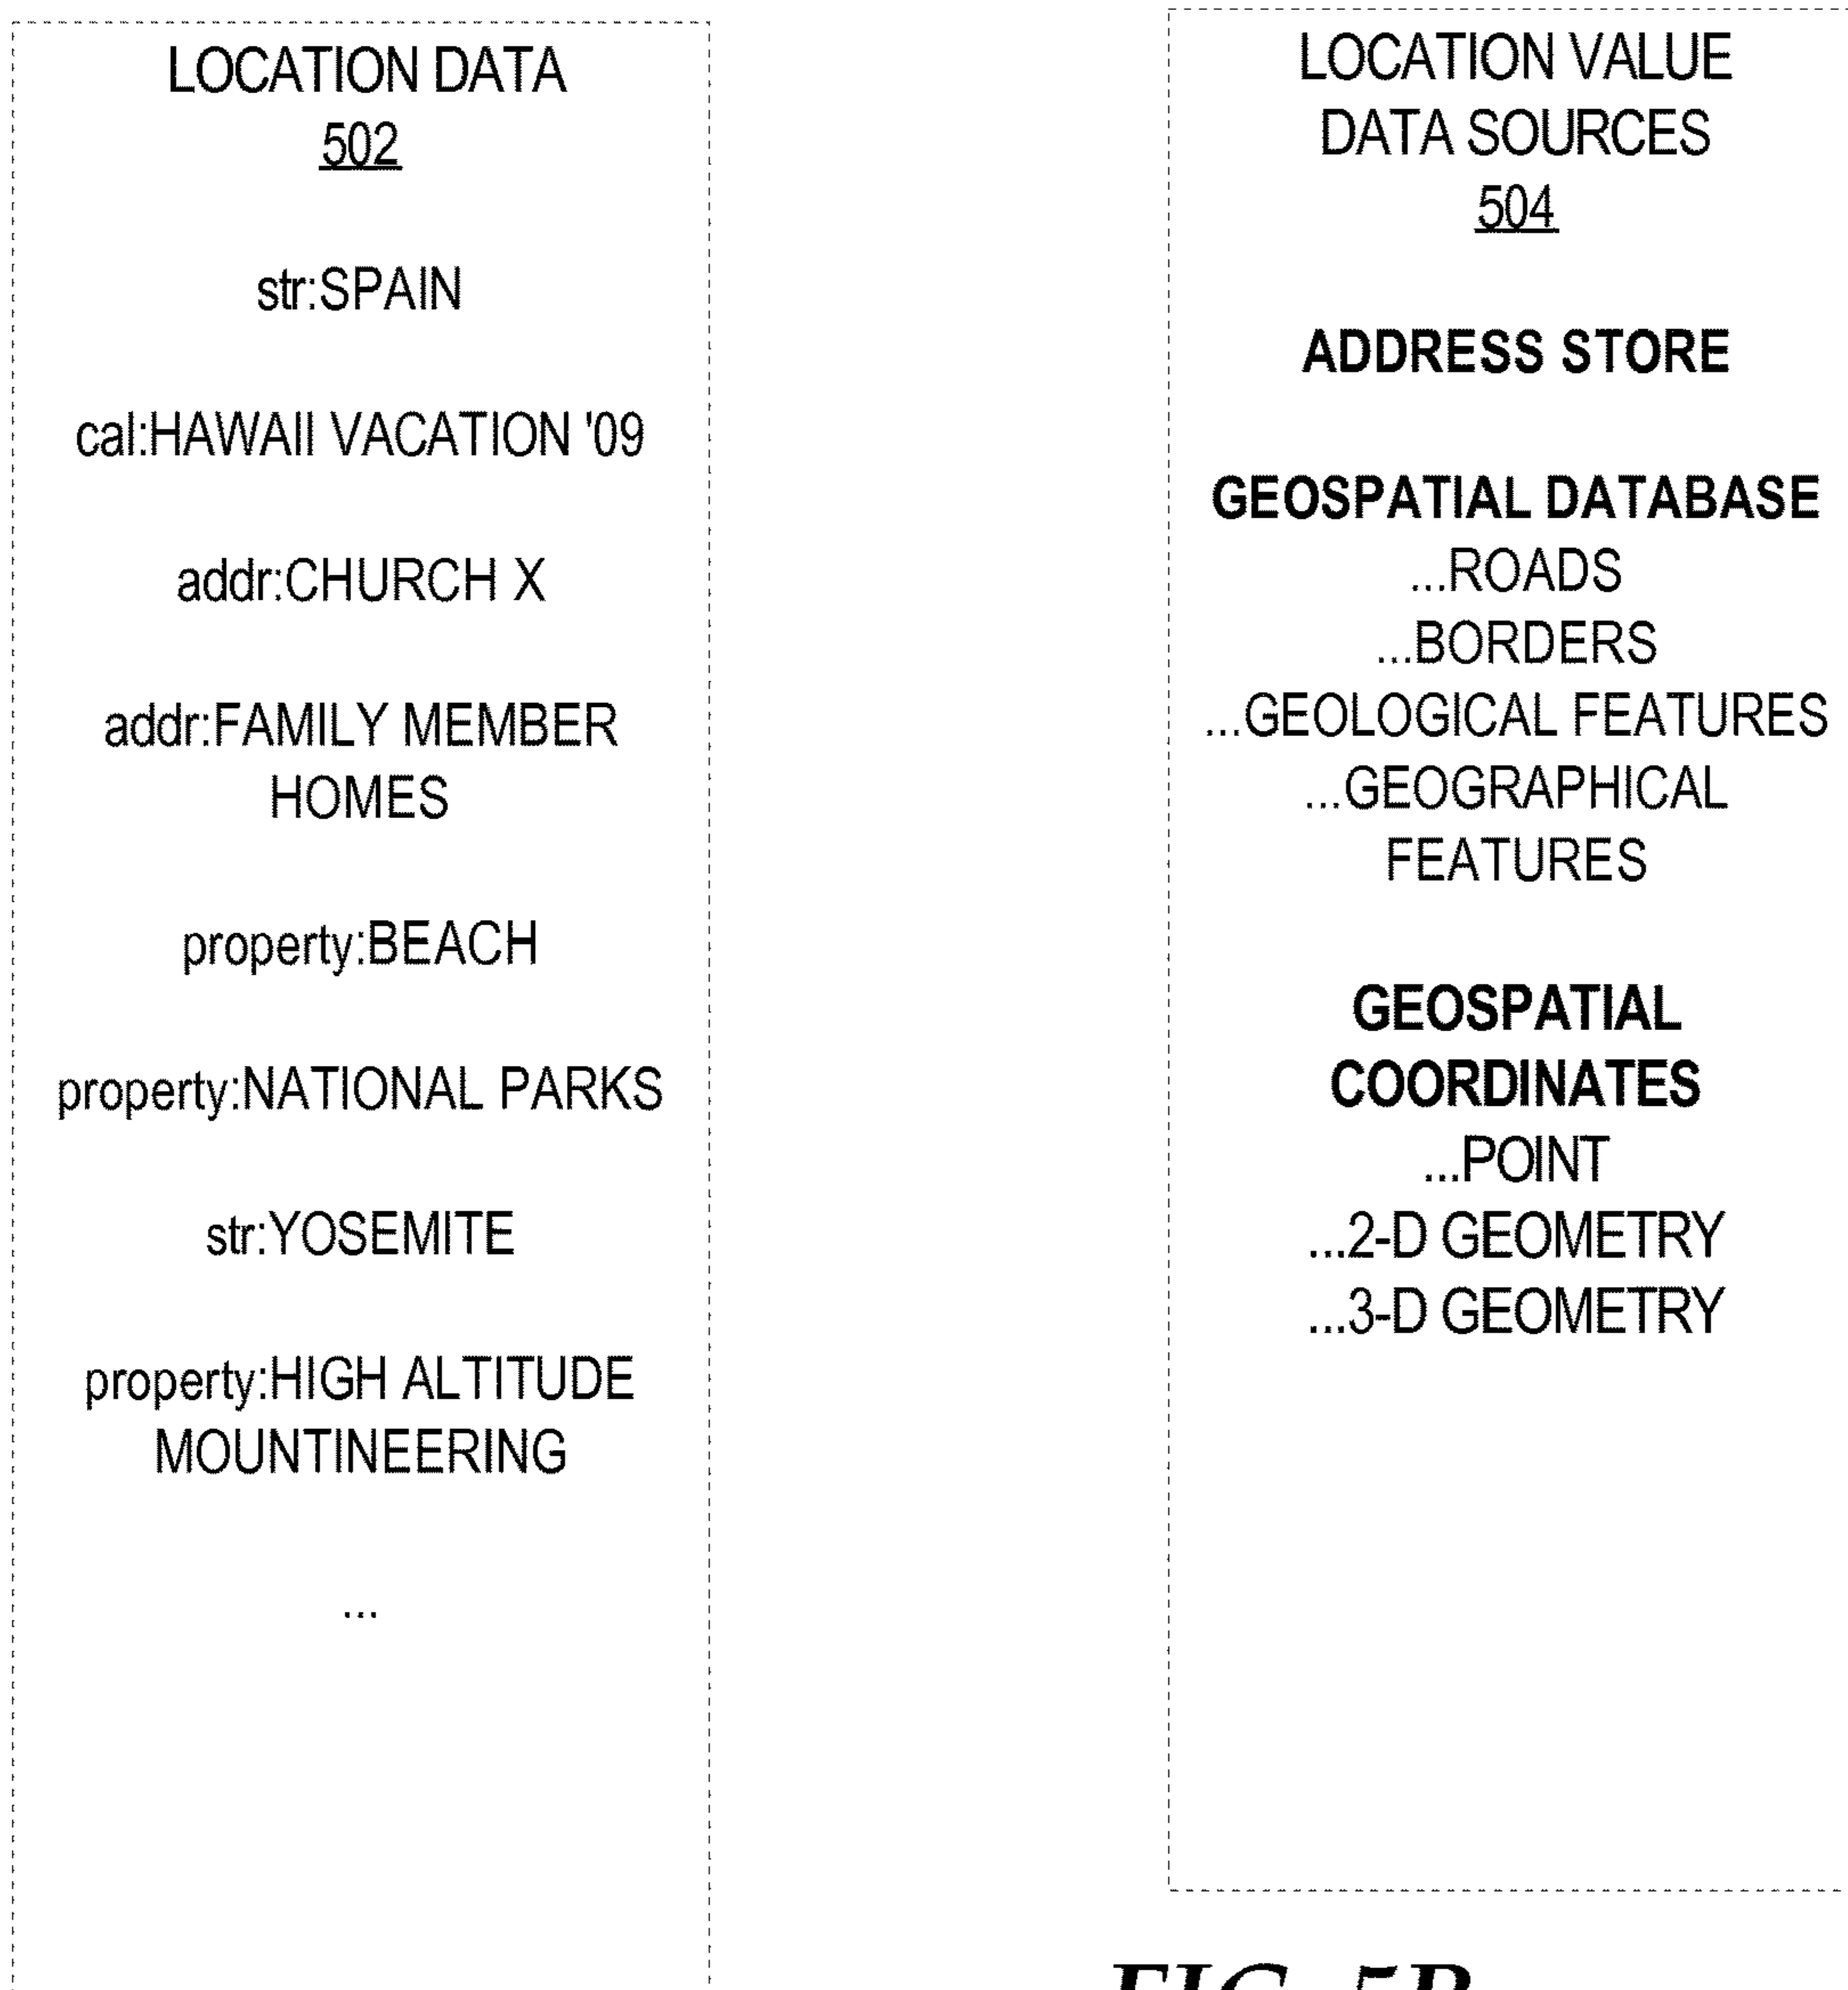 LOCATION DATA
502
str:SPAIN
cal:HAWAII VACATION '09
addr:CHURCH X
addr:FAMILY MEMBER
HOMES
property:BEACH
property:NATIONAL PARKS
str:YOSEMITE
property:HIGH ALTITUDE
MOUNTINEERING
...
LOCATION VALUE
DATA SOURCES
504
ADDRESS STORE
GEOSPATIAL DATABASE
...ROADS
...BORDERS
...GEOLOGICAL FEATURES
...GEOGRAPHICAL
FEATURES
GEOSPATIAL
COORDINATES
...POINT
...2-D GEOMETRY
...3-D GEOMETRY
FIG. 5B